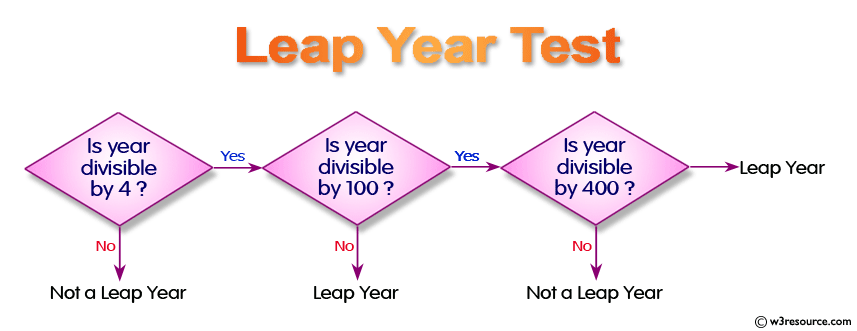 Leap Year Test
Is year
divisible
by 4 ?
Yes
Is year
divisible
by 100 ?
Yes
Is year
divisible
by 400 ?
Leap Year
No
No
No
Not a Leap Year
Leap Year
Not a Leap Year
© w3resource.com